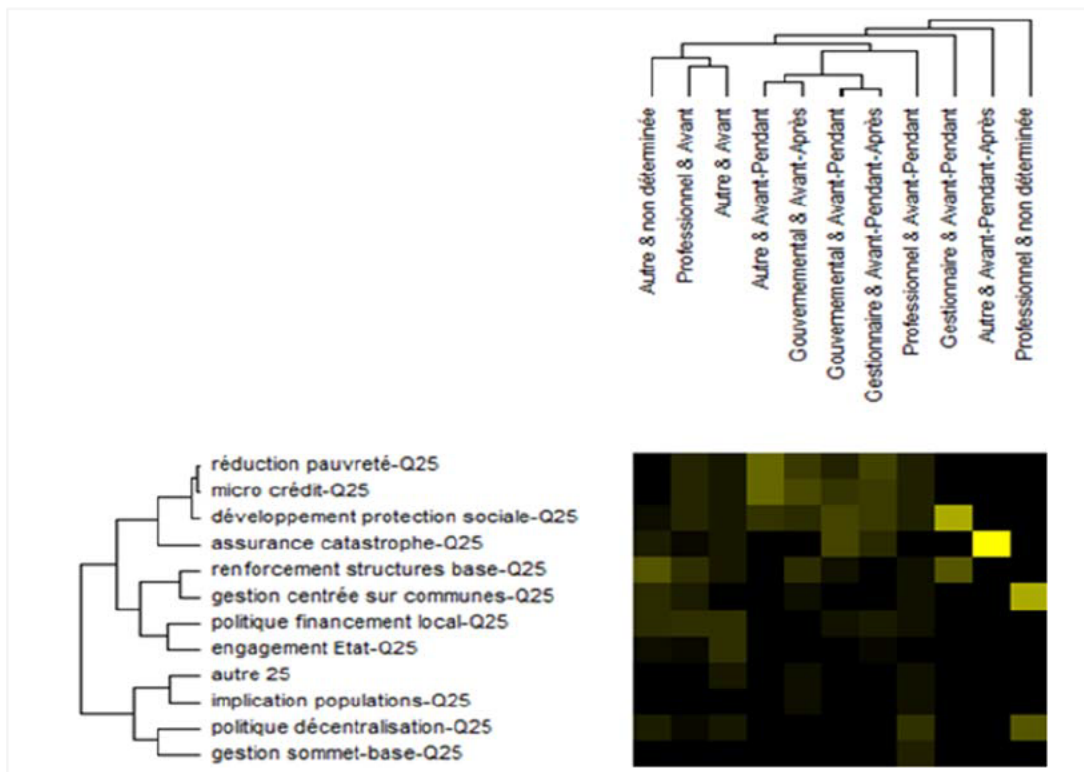 Autre & non déterminée
Professionnel & Avant
Autre & Avant
Autre & Avant-Pendant
Gouvernemental & Avant-Après
Gouvernemental & Avant-Pendant
Gestionnaire & Avant-Pendant-Après
Professionnel & Avant-Pendant
Gestionnaire & Avant-Pendant
Autre & Avant-Pendant-Après
Professionnel & non déterminée
réduction pauvreté-Q25
micro crédit-Q25
développement protection sociale-Q25
assurance catastrophe-Q25
renforcement structures base-Q25
gestion centrée sur communes-Q25
politique financement local-Q25
engagement Etat-Q25
autre 25
implication populations-Q25
politique décentralisation-Q25
gestion sommet-base-Q25